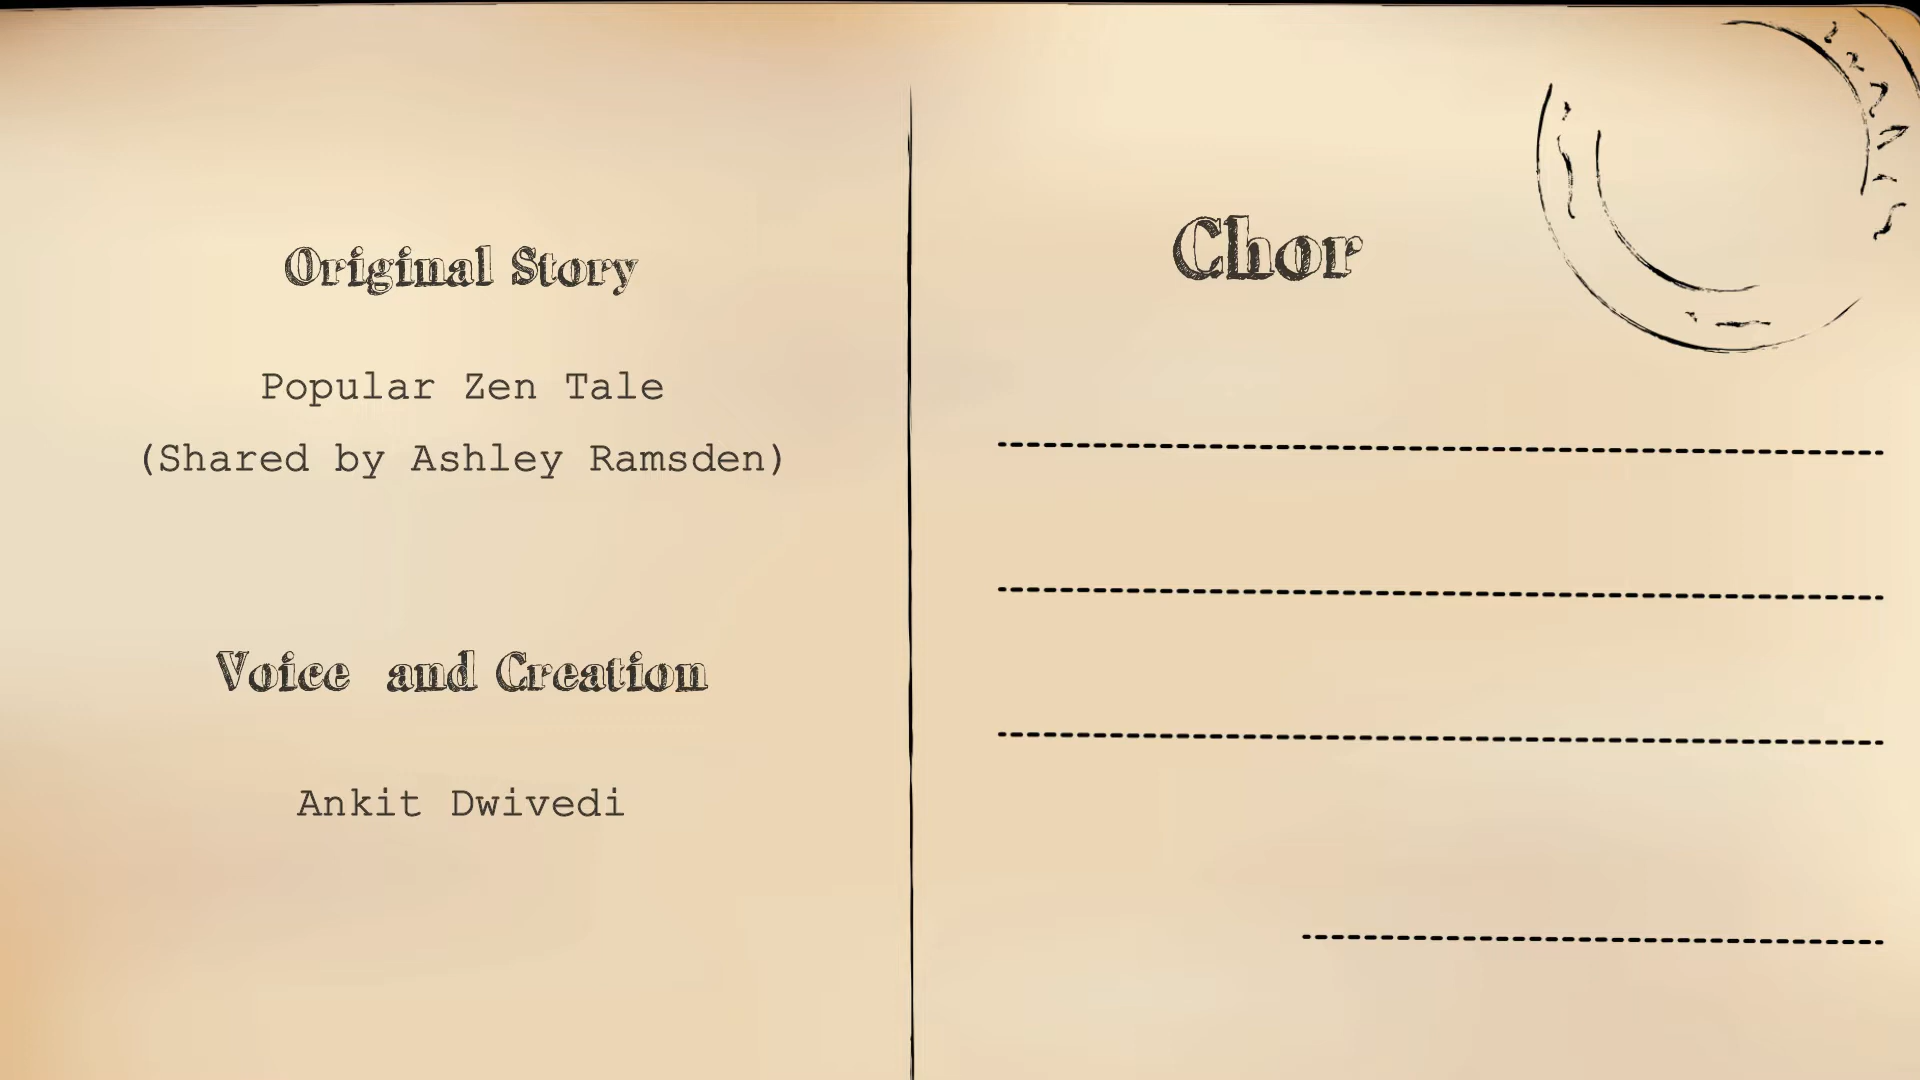 Original Story
Popular Zen Tale
(Shared by Ashley Ramsden)
Voice and Creation
Ankit Dwivedi
Chor